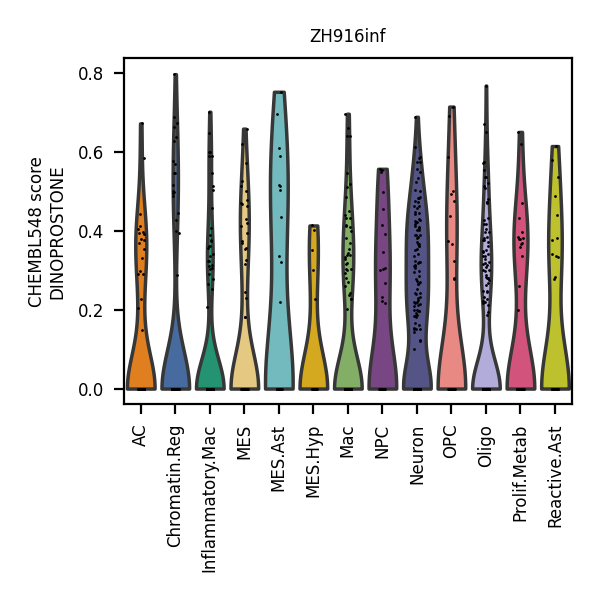 ZH916inf
CHEMBL548 score
DINOPROSTONE
0.8
0.6
0.4
0.2
0.0
AC
Chromatin.Reg
Inflammatory.Mac
MES
MES.Ast
MES.Hyp
Mac
NPC
Neuron
OPC
Oligo
Prolif.Metab
Reactive.Ast